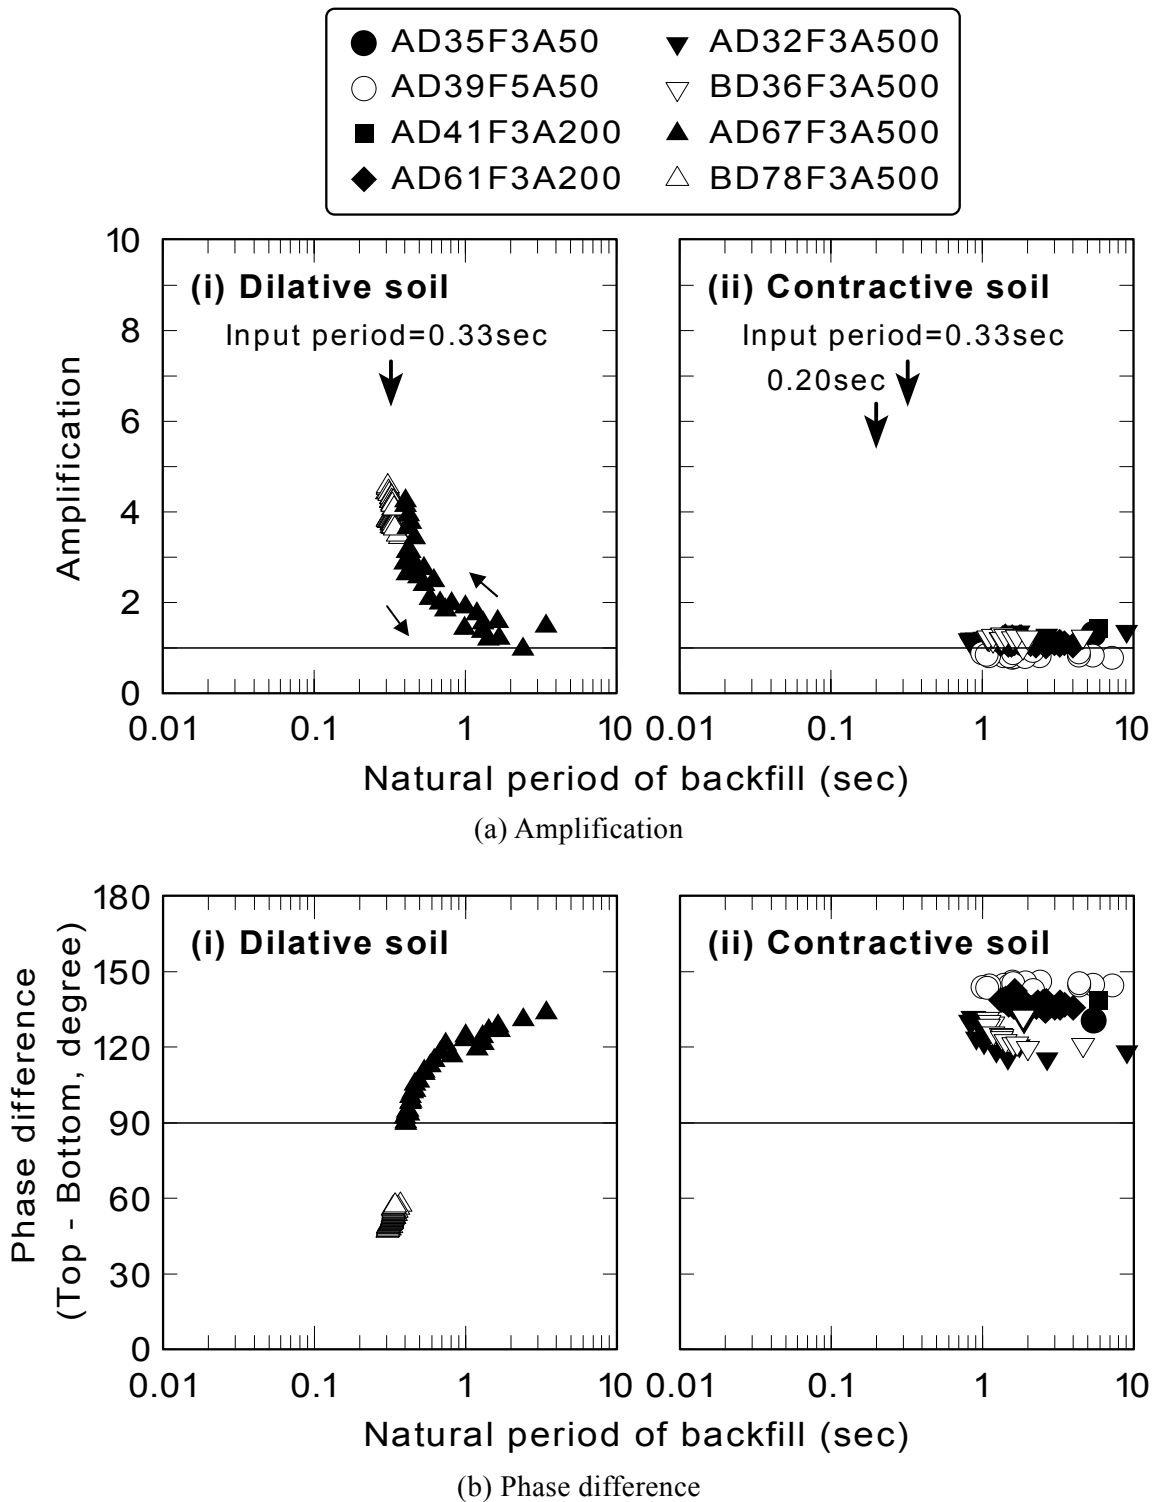 AD35F3A50 AD32F3A500
AD39F5A50 BD36F3A500
AD41F3A200 AD67F3A500
AD61F3A200 BD78F3A500
10
8
6
4
2
0
Amplification
(i) Dilative soil
Input period=0.33sec
(ii) Contractive soil
Input period=0.33sec
0.20sec
0.01 0.1 1 10 0.01 0.1 1 10
Natural period of backfill (sec)
(a) Amplification
180
150
120
90
60
30
0
Phase difference
(Top - Bottom, degree)
(i) Dilative soil
(ii) Contractive soil
0.01 0.1 1 10 0.01 0.1 1 10
Natural period of backfill (sec)
(b) Phase difference